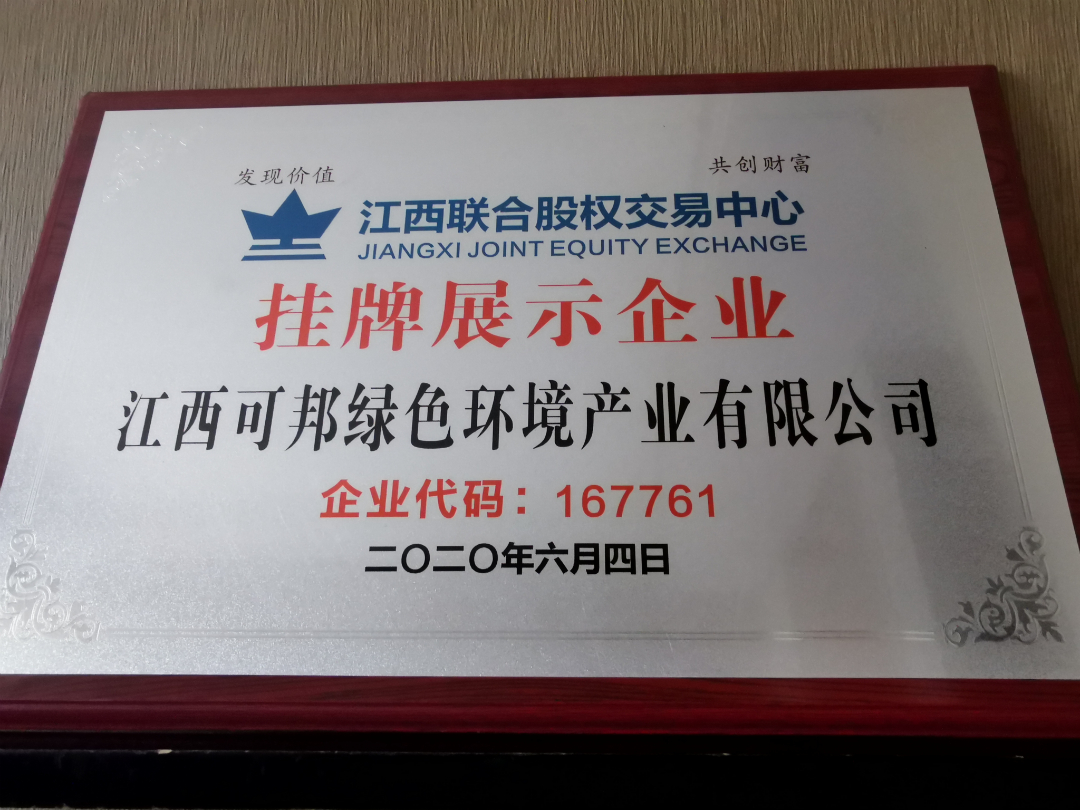 发现价值 共创财富
江西联合股权交易中心
JIANGXI JOINT EQUITY EXCHANGE
挂牌展示企业
江西可邦绿色环境产业有限公司
企业代码：167761
二〇二〇年六月四日